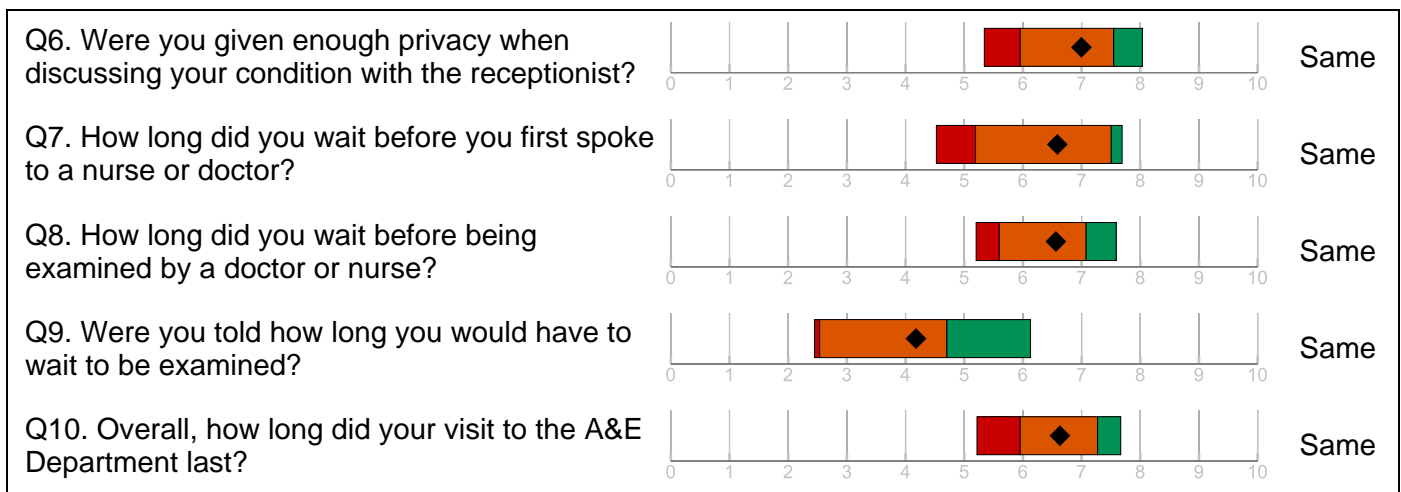 Q6. Were you given enough privacy when
discussing your condition with the receptionist?
0 1 2 3 4 5 6 7 8 9 10
Same
Q7. How long did you wait before you first spoke
to a nurse or doctor?
0 1 2 3 4 5 6 7 8 9 10
Same
Q8. How long did you wait before being
examined by a doctor or nurse?
0 1 2 3 4 5 6 7 8 9 10
Same
Q9. Were you told how long you would have to
wait to be examined?
0 1 2 3 4 5 6 7 8 9 10
Same
Q10. Overall, how long did your visit to the A&E
Department last?
0 1 2 3 4 5 6 7 8 9 10
Same